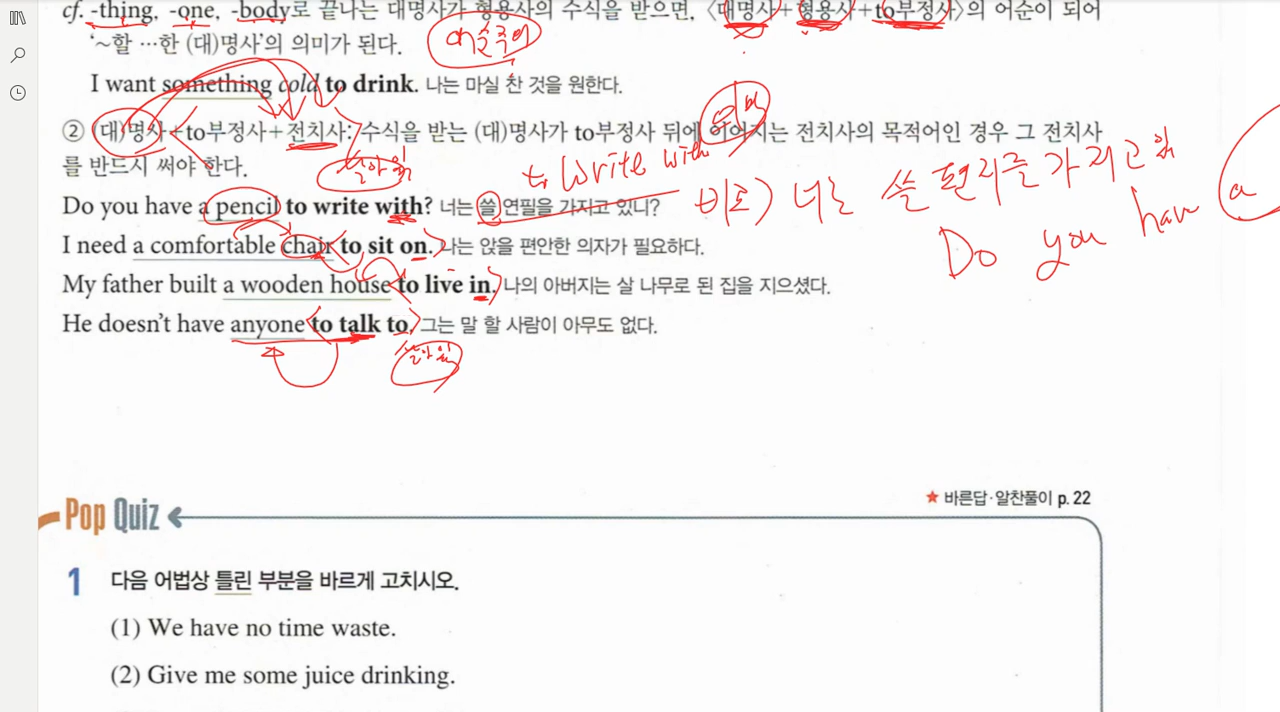 cf. -thing, -one, -body로 끝나는 대명사가 형용사의 수식을 받으면, <대명사+형용사+to부정사>의 어순이 되어
'~할 …한 (대)명사'의 의미가 된다.
I want something cold to drink. 나는 마실 찬 것을 원한다.
② (대)명사+to부정사+전치사: 수식을 받는 (대)명사가 to부정사 뒤에 이어지는 전치사의 목적어인 경우 그 전치사
를 반드시 써야 한다.
살아있
to write with
비교) 너는 쓸 편지를 가지고 있
Do you have a pencil to write with? 너는 쓸 연필을 가지고 있니?
Do you have a
I need a comfortable chair to sit on. 나는 앉을 편안한 의자가 필요하다.
My father built a wooden house to live in. 나의 아버지는 살 나무로 된 집을 지으셨다.
He doesn't have anyone to talk to. 그는 말 할 사람이 아무도 없다.
살아있
Pop Quiz
★ 바른답·알찬풀이 p. 22
1 다음 어법상 틀린 부분을 바르게 고치시오.
(1) We have no time waste.
(2) Give me some juice drinking.